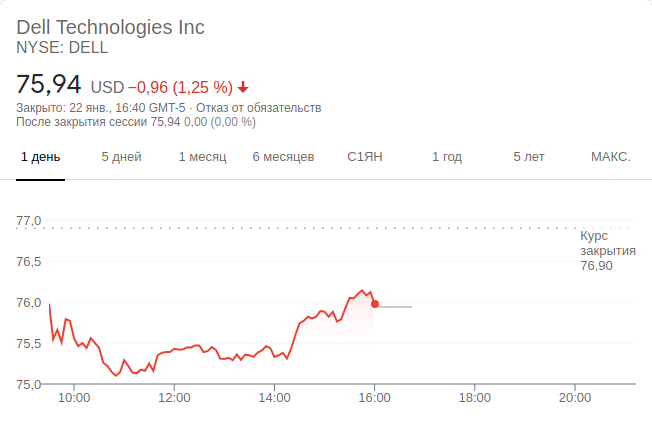 Dell Technologies Inc
NYSE: DELL
75,94 USD −0,96 (1,25 %)
Закрыто: 22 янв., 16:40 GMT-5 · Отказ от обязательств
После закрытия сессии 75,94 0,00 (0,00 %)
1 день 5 дней 1 месяц 6 месяцев С1ЯН 1 год 5 лет МАКС.
77,0
Курс
закрытия
76,90
76,5
76,0
75,5
75,0
10:00 12:00 14:00 16:00 18:00 20:00